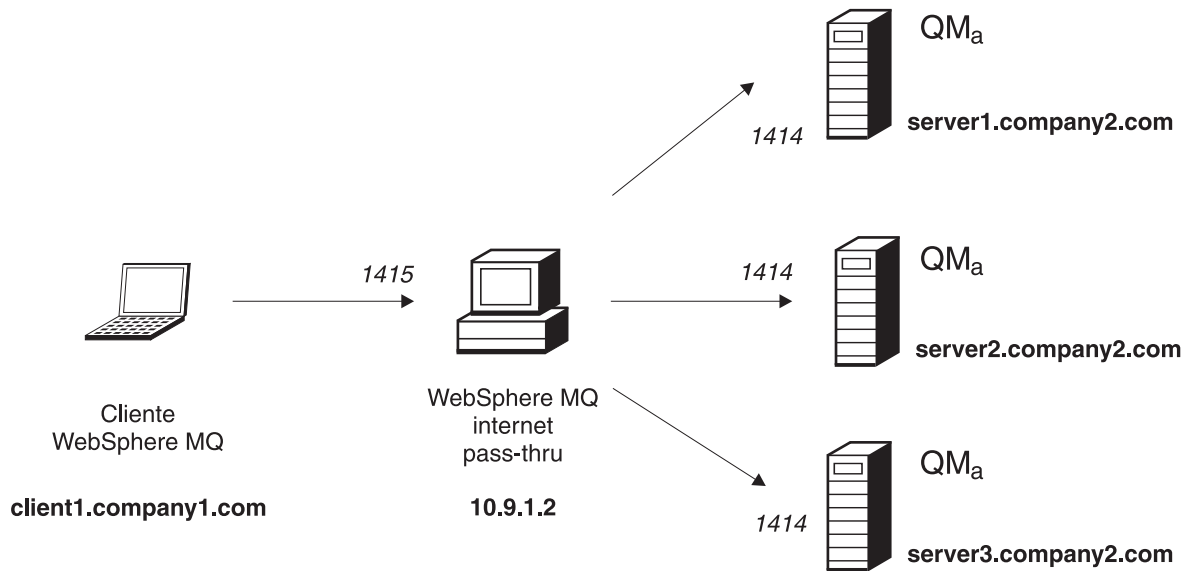 QMa
server1.company2.com
1414
QMa
1415
1414
server2.company2.com
Cliente
WebSphere MQ
client1.company1.com
WebSphere MQ
internet
pass-thru
10.9.1.2
QMa
1414
server3.company2.com